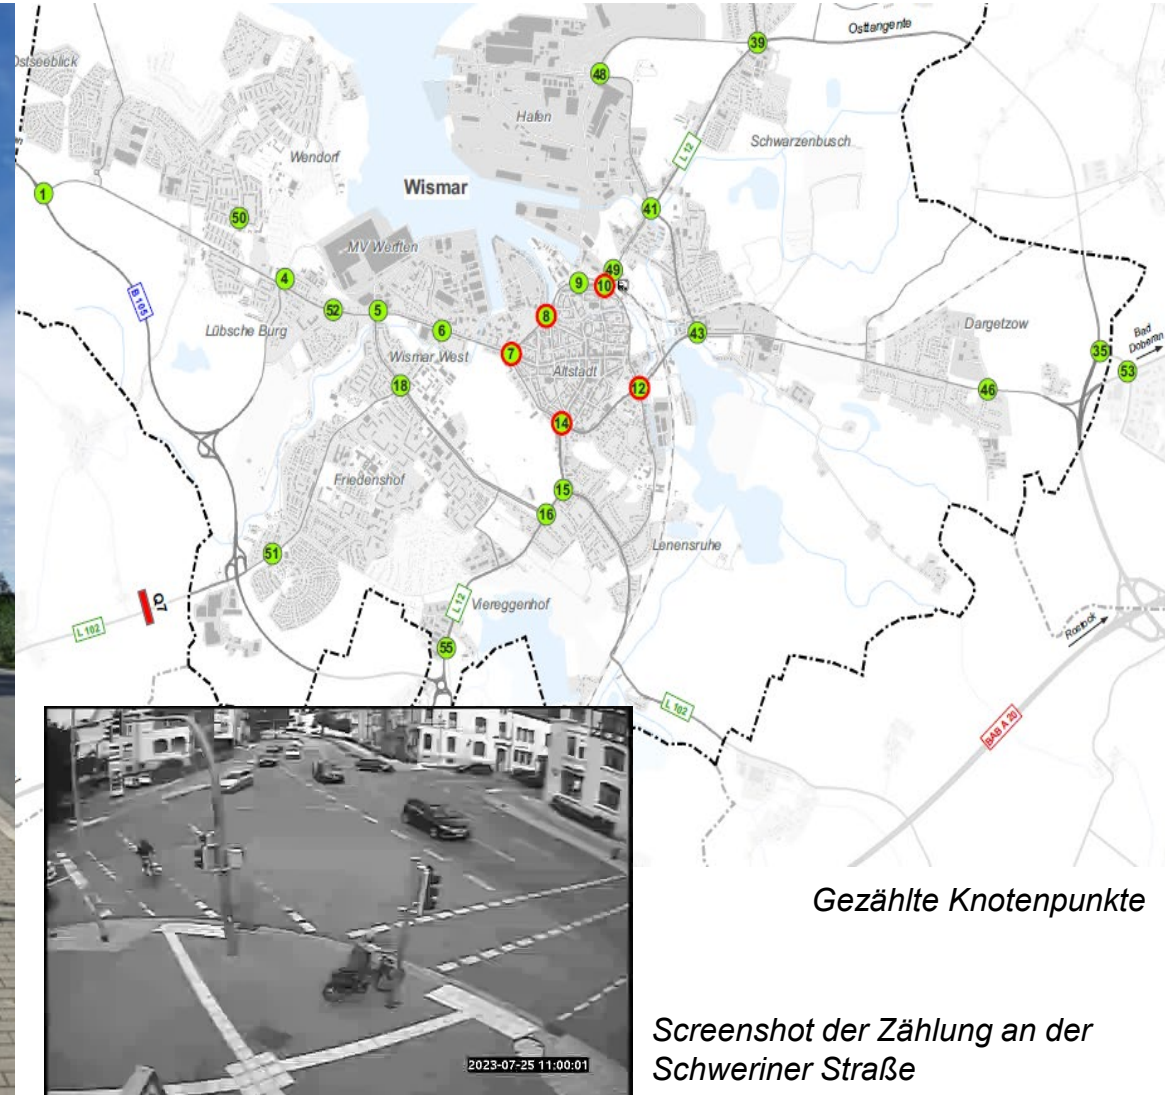 39
Osttangente
48
Ostseeblick
Hafen
Schwarzenbusch
L 12
Wendorf
Wismar
1
50
41
MV Werften
49
4
9
10
B 105
52
5
8
6
43
Lübsche Burg
Dargetzow
Bad
Doberan
7
35
Wismar West
Altstadt
53
18
12
46
14
Friedenshof
15
16
51
Lenensruhe
Q7
L 12
Viereggenhof
L 102
Rostock
55
L 102
BAB A 20
Gezählte Knotenpunkte
Screenshot der Zählung an der
Schweriner Straße
2023-07-25 11:00:01